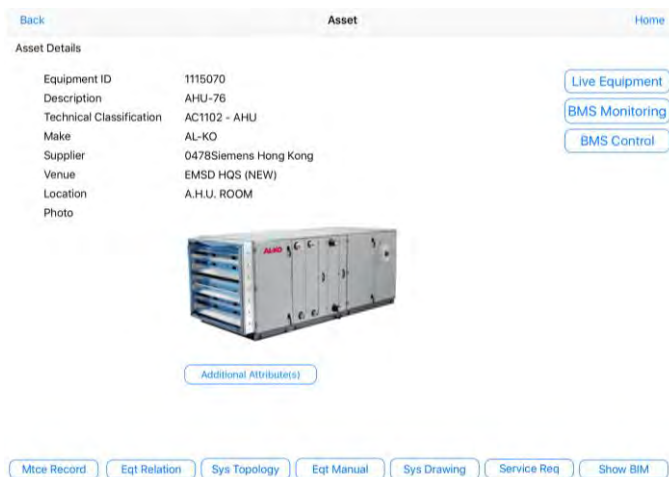 Back Asset Home
Asset Details
Equipment ID 1115070
Description AHU-76
Technical Classification AC1102 - AHU
Make AL-KO
Supplier 0478Siemens Hong Kong
Venue EMSD HQS (NEW)
Location A.H.U. ROOM
Photo
Live Equipment
BMS Monitoring
BMS Control
AL-KO
Additional Attribute(s)
Mtce Record Eqt Relation Sys Topology Eqt Manual Sys Drawing Service Req Show BIM